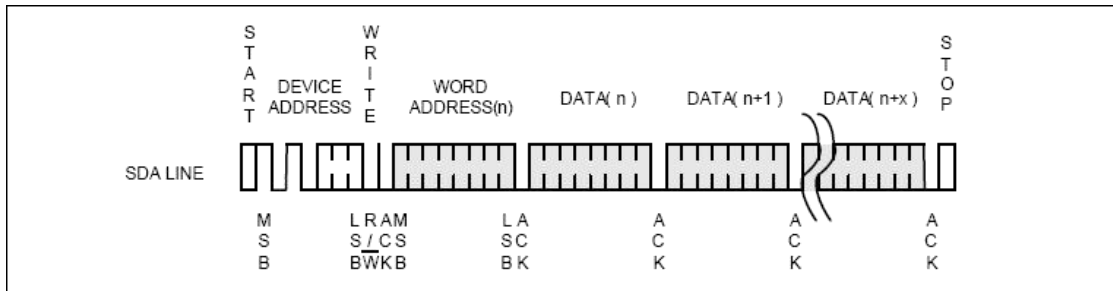 START
WRITE
STOP
DEVICE
ADDRESS
WORD
ADDRESS(n)
DATA( n )
DATA( n+1 )
DATA( n+x )
SDA LINE
MSB
LSB
R/W
ACK
MSB
LSB
ACK
ACK
ACK
ACK